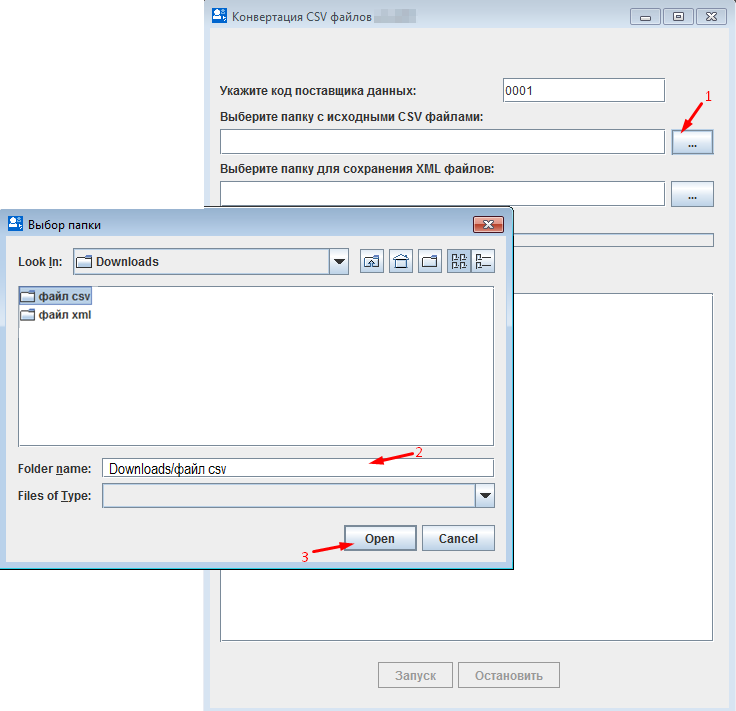 Конвертация CSV файлов
Укажите код поставщика данных:
0001
1
Выберите папку с исходными CSV файлами:
...
Выберите папку для сохранения XML файлов:
...
Выбор папки
Look In:
Downloads
файл csv
файл xml
2
Folder name:
Downloads/файл csv
Files of Type:
3
Open
Cancel
Запуск
Остановить